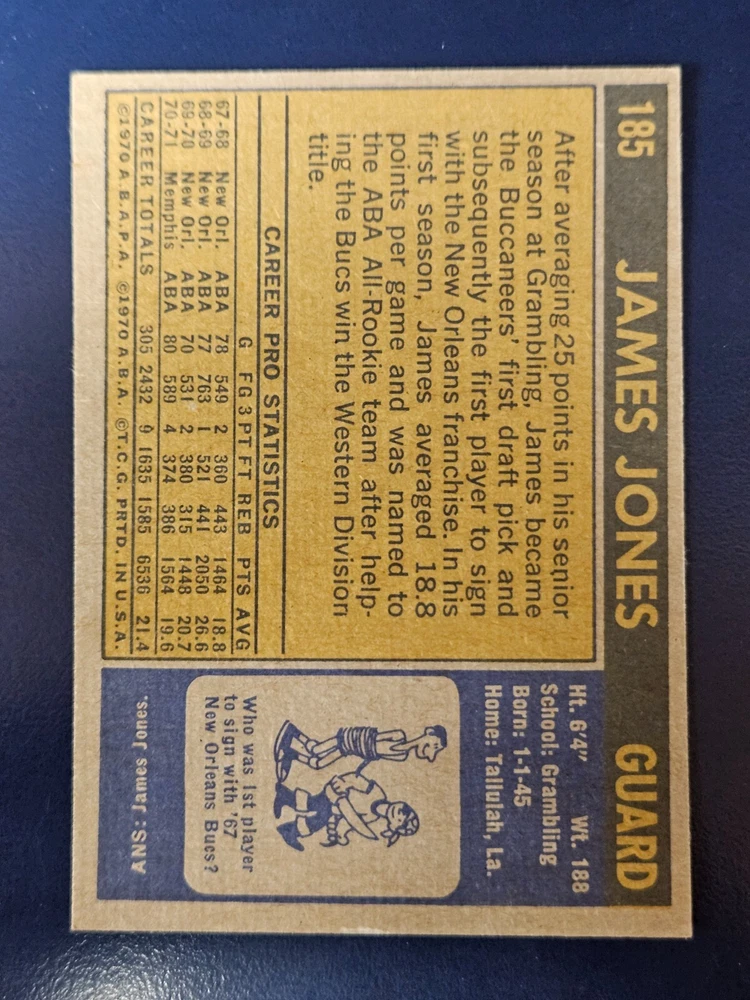 185 JAMES JONES GUARD
After averaging 25 points in his senior
season at Grambling, James became
the Buccaneers' first draft pick and
subsequently the first player to sign
with the New Orleans franchise. In his
first season, James averaged 18.8
points per game and was named to
the ABA All-Rookie team after help-
ing the Bucs win the Western Division
title.
CAREER PRO STATISTICS
G FG 3PT FT REB PTS AVG
67-68 New Orl. ABA 78 549 2 360 443 1464 18.8
68-69 New Orl. ABA 77 763 1 521 441 2050 26.6
69-70 New Orl. ABA 70 531 2 380 315 1448 20.7
70-71 Memphis ABA 80 589 4 374 386 1564 19.6
CAREER TOTALS 305 2432 9 1635 1585 6536 21.4
©1970 A.B.A.P.A. ©1970 A.B.A. ©T.C.G. PRTD. IN U.S.A.
Ht. 6'4" Wt. 188
School: Grambling
Born: 1-1-45
Home: Tallulah, La.
Who was 1st player
to sign with '67
New Orleans Bucs?
ANS: James Jones.